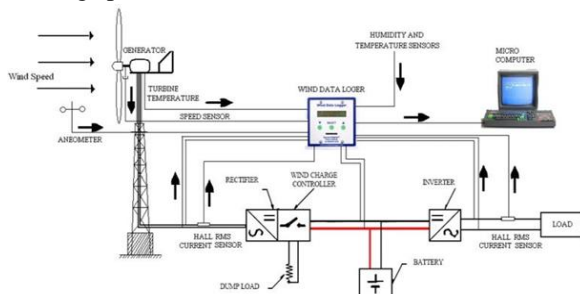 GENERATOR
HUMIDITY AND
TEMPERATURE SENSORS
MICRO
COMPUTER
Wind Speed
TURBINE
TEMPERATURE
WIND DATA LOGER
SPEED SENSOR
ANEOMETER
RECTIFIER
WIND CHARGE
CONTROLLER
INVERTER
HALL RMS
CURRENT SENSOR
HALL RMS
CURRENT SENSOR
LOAD
DUMP LOAD
BATTERY